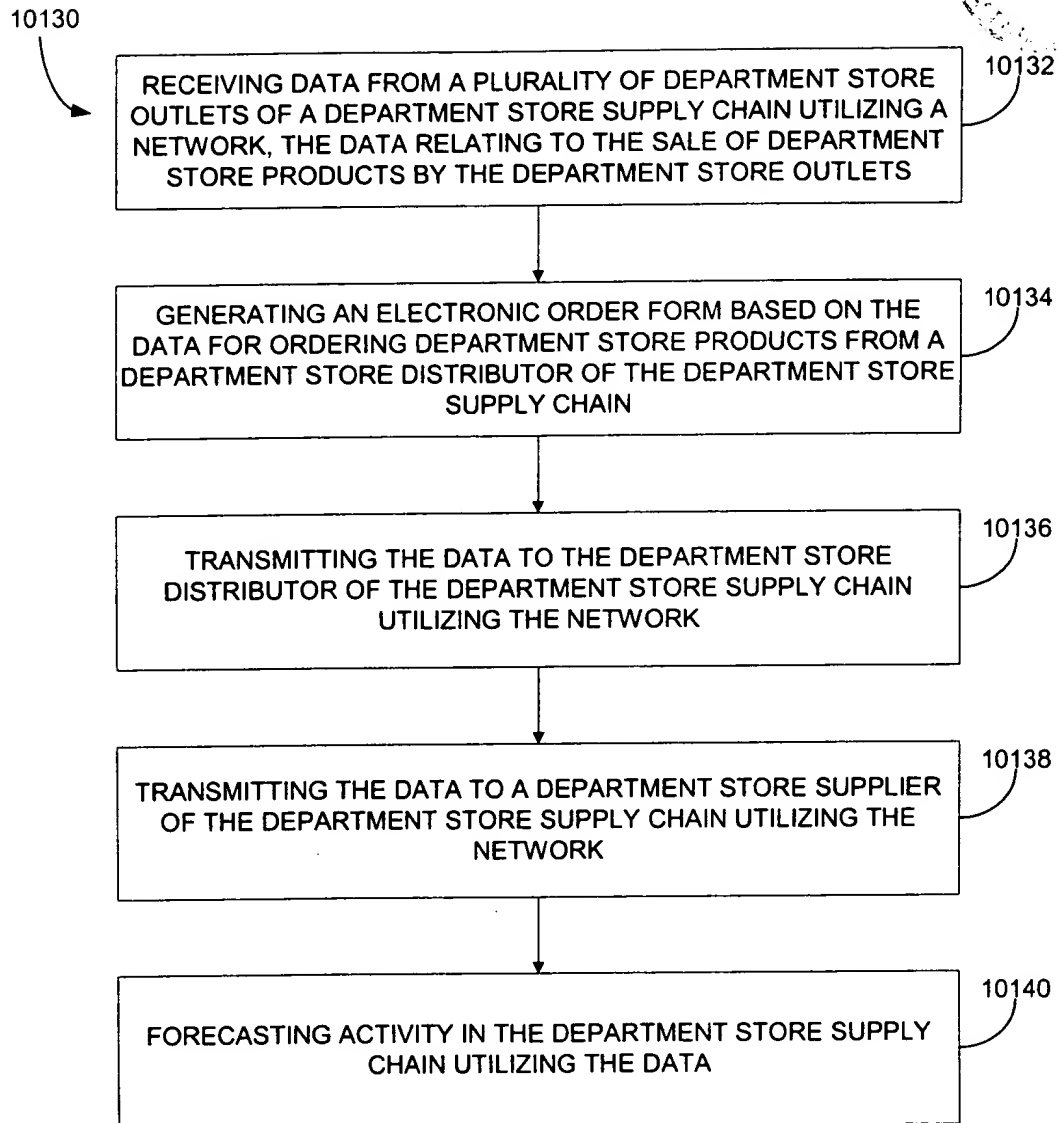 10130
RECEIVING DATA FROM A PLURALITY OF DEPARTMENT STORE
OUTLETS OF A DEPARTMENT STORE SUPPLY CHAIN UTILIZING A
NETWORK, THE DATA RELATING TO THE SALE OF DEPARTMENT
STORE PRODUCTS BY THE DEPARTMENT STORE OUTLETS
10132
GENERATING AN ELECTRONIC ORDER FORM BASED ON THE
DATA FOR ORDERING DEPARTMENT STORE PRODUCTS FROM A
DEPARTMENT STORE DISTRIBUTOR OF THE DEPARTMENT STORE
SUPPLY CHAIN
10134
TRANSMITTING THE DATA TO THE DEPARTMENT STORE
DISTRIBUTOR OF THE DEPARTMENT STORE SUPPLY CHAIN
UTILIZING THE NETWORK
10136
TRANSMITTING THE DATA TO A DEPARTMENT STORE SUPPLIER
OF THE DEPARTMENT STORE SUPPLY CHAIN UTILIZING THE
NETWORK
10138
FORECASTING ACTIVITY IN THE DEPARTMENT STORE SUPPLY
CHAIN UTILIZING THE DATA
10140